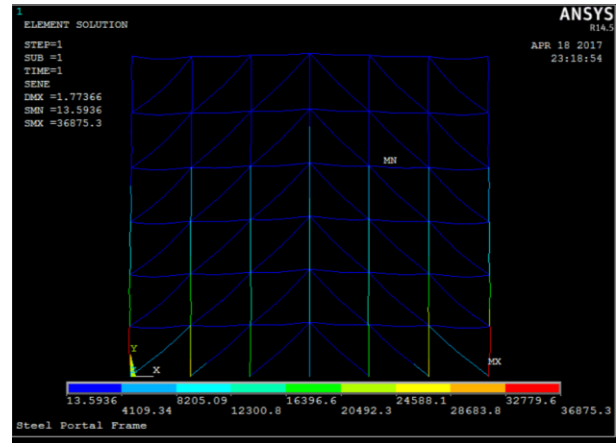 1
ELEMENT SOLUTION
ANSYS
R14.5
STEP=1
SUB =1
TIME=1
SENE
DMX =1.77366
SMN =13.5936
SMX =36875.3
APR 18 2017
23:18:54
MN
Y
X
MX
13.5936 8205.09 16396.6 24588.1 32779.6
4109.34 12300.8 20492.3 28683.8 36875.3
Steel Portal Frame